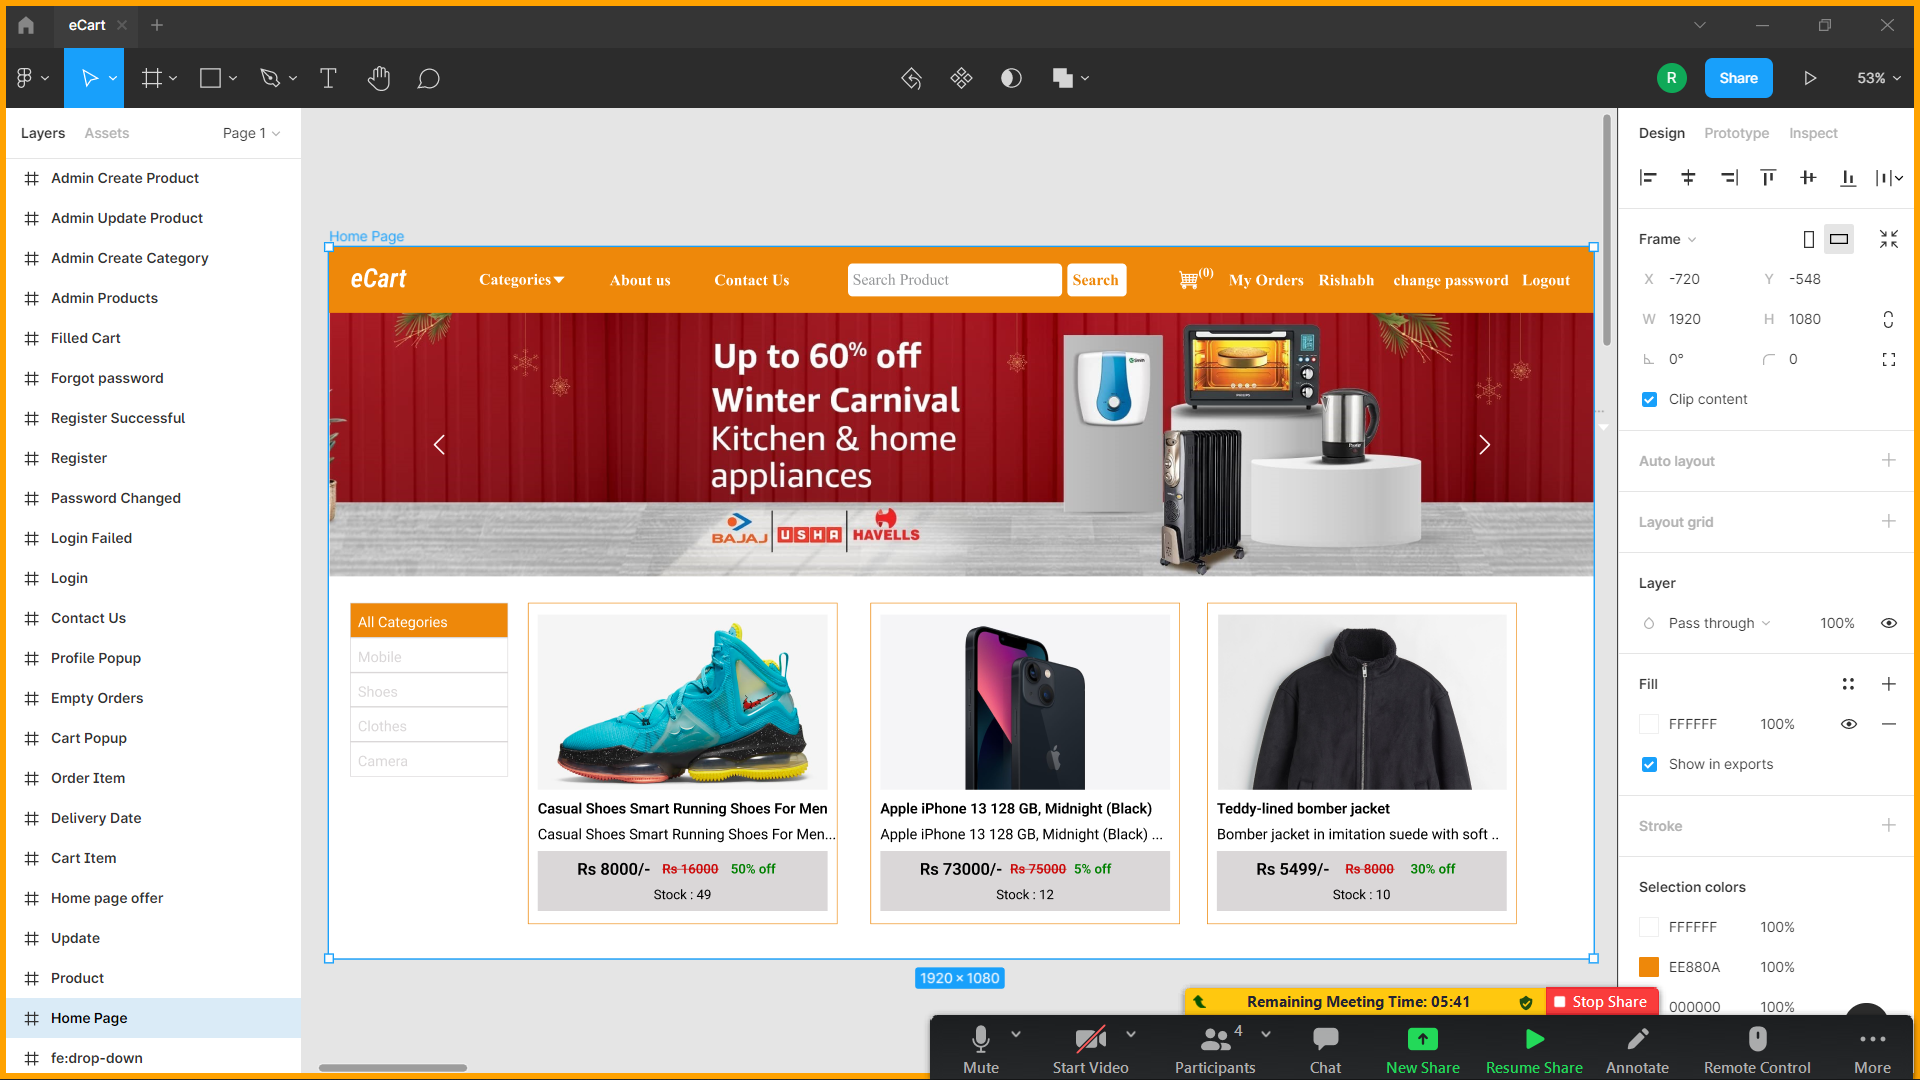 eCart
R
Share
53%
Layers
Assets
Page 1
Design
Prototype
Inspect
Admin Create Product
Admin Update Product
Admin Create Category
Admin Products
Filled Cart
Forgot password
Register Successful
Register
Password Changed
Login Failed
Login
Contact Us
Profile Popup
Empty Orders
Cart Popup
Order Item
Delivery Date
Cart Item
Home page offer
Update
Product
Home Page
fe:drop-down
Home Page
eCart
Categories
About us
Contact Us
Search Product
Search
(0)
My Orders
Rishabh
change password
Logout
Up to 60% off
Winter Carnival
Kitchen & home
appliances
BAJAJ
USHA
HAVELLS
All Categories
Mobile
Shoes
Clothes
Camera
Casual Shoes Smart Running Shoes For Men
Casual Shoes Smart Running Shoes For Men...
Rs 8000/- Rs 16000 50% off
Stock : 49
Apple iPhone 13 128 GB, Midnight (Black)
Apple iPhone 13 128 GB, Midnight (Black) ...
Rs 73000/- Rs 75000 5% off
Stock : 12
Teddy-lined bomber jacket
Bomber jacket in imitation suede with soft ..
Rs 5499/- Rs 8000 30% off
Stock : 10
1920 × 1080
Frame
X -720 Y -548
W 1920 H 1080
0° 0
Clip content
Auto layout
Layout grid
Layer
Pass through 100%
Fill
FFFFFF 100%
Show in exports
Stroke
Selection colors
FFFFFF 100%
EE880A 100%
000000 100%
Remaining Meeting Time: 05:41
Stop Share
Mute
Start Video
4
Participants
Chat
New Share
Resume Share
Annotate
Remote Control
More